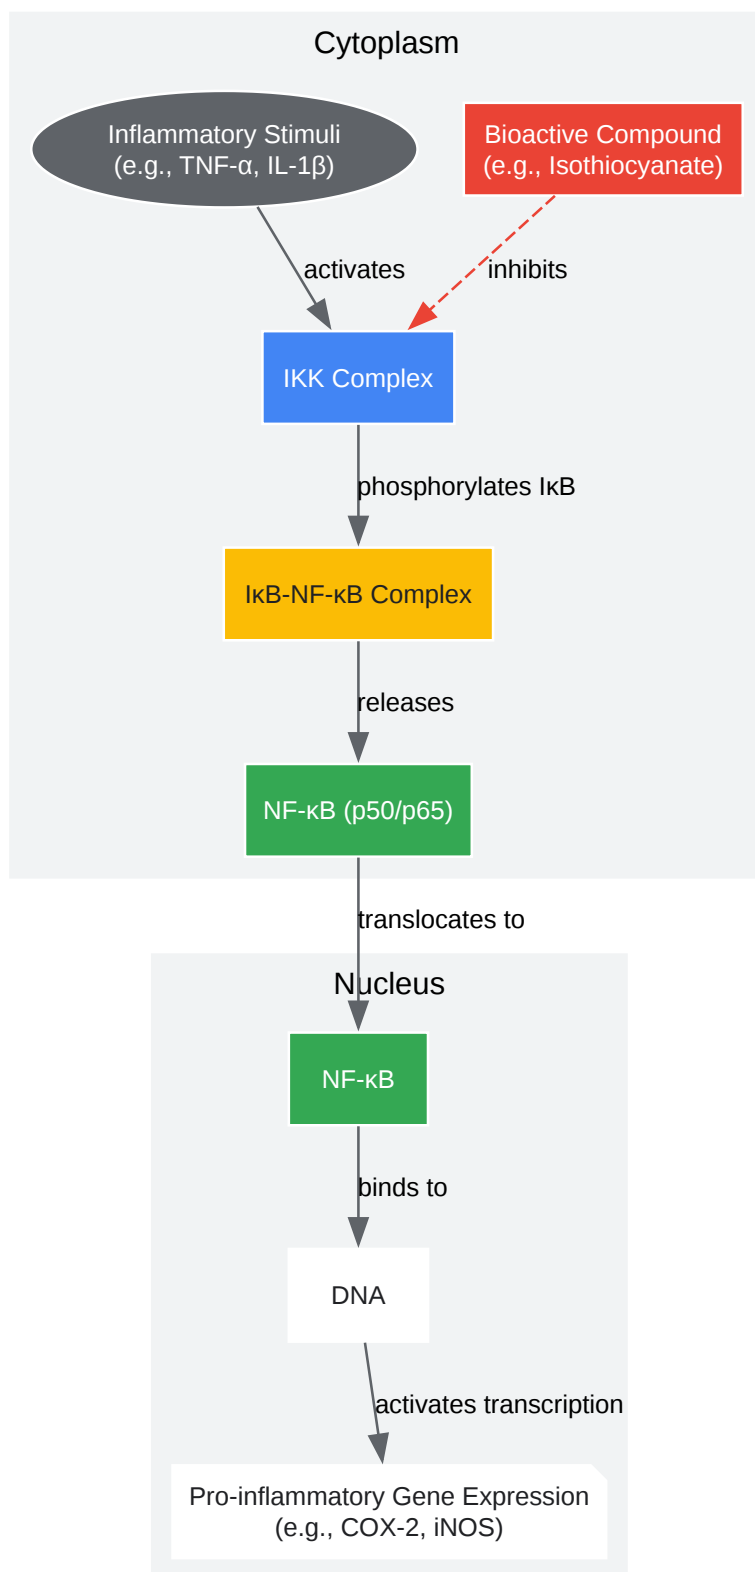 Cytoplasm
Inflammatory Stimuli
(e.g., TNF-α, IL-1β)
Bioactive Compound
(e.g., Isothiocyanate)
activates
inhibits
IKK Complex
phosphorylates IκB
IκB-NF-κB Complex
releases
NF-κB (p50/p65)
translocates to
Nucleus
NF-κB
binds to
DNA
activates transcription
Pro-inflammatory Gene Expression
(e.g., COX-2, iNOS)